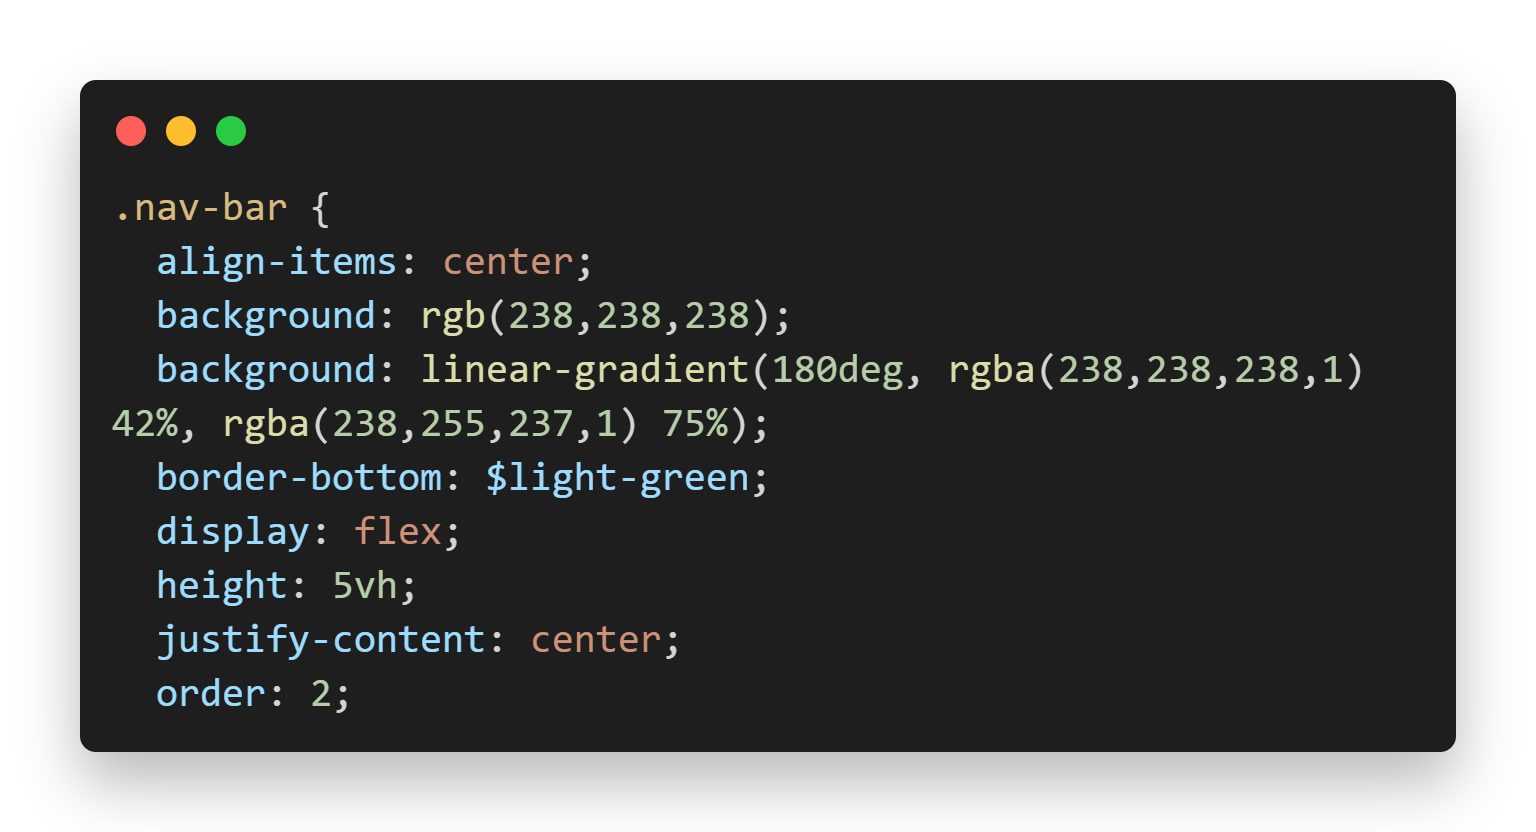 .nav-bar {
  align-items: center;
  background: rgb(238,238,238);
  background: linear-gradient(180deg, rgba(238,238,238,1)
42%, rgba(238,255,237,1) 75%);
  border-bottom: $light-green;
  display: flex;
  height: 5vh;
  justify-content: center;
  order: 2;